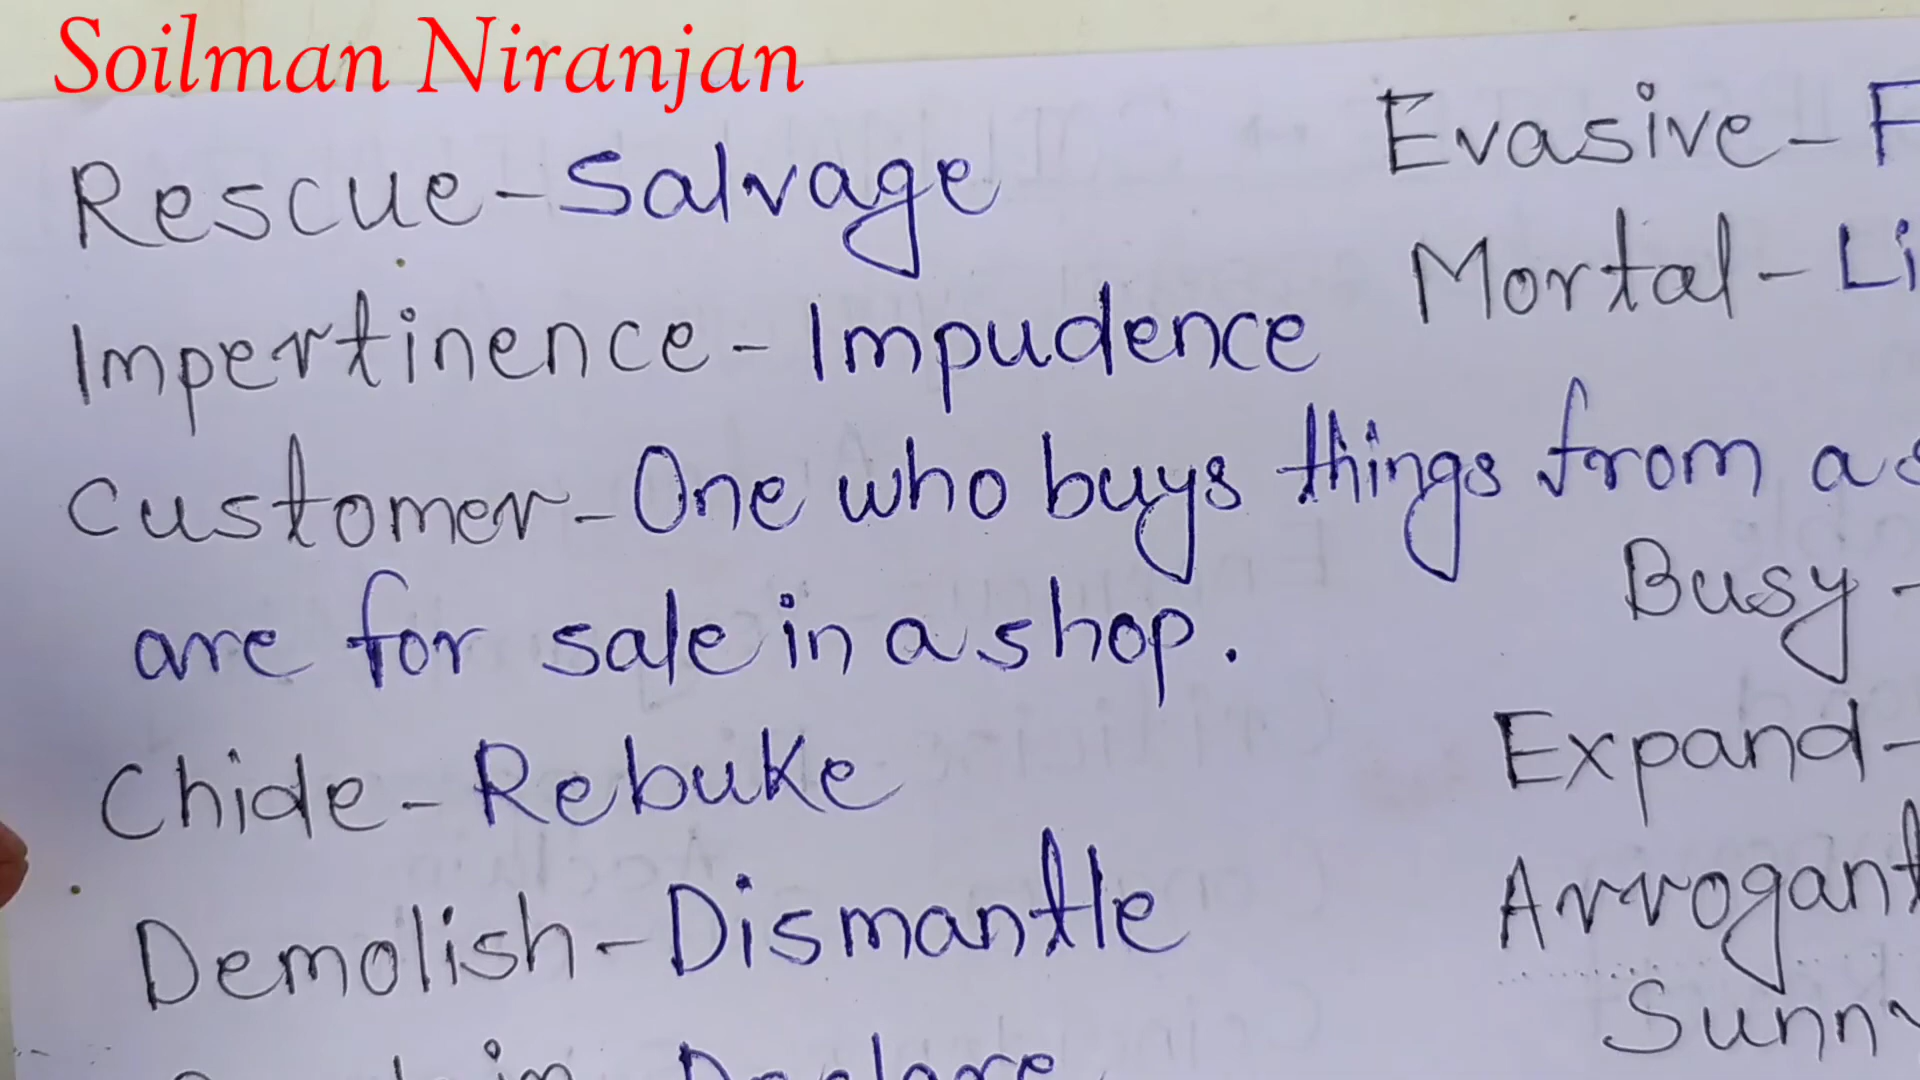 Soilman Niranjan
Rescue-Salvage
Evasive-
Mortal-
Impertinence-Impudence
Customer-One who buys things from a
are for sale in a shop.
Busy-
Chide-Rebuke
Expand-
Arrogant
Demolish-Dismantle
Declare